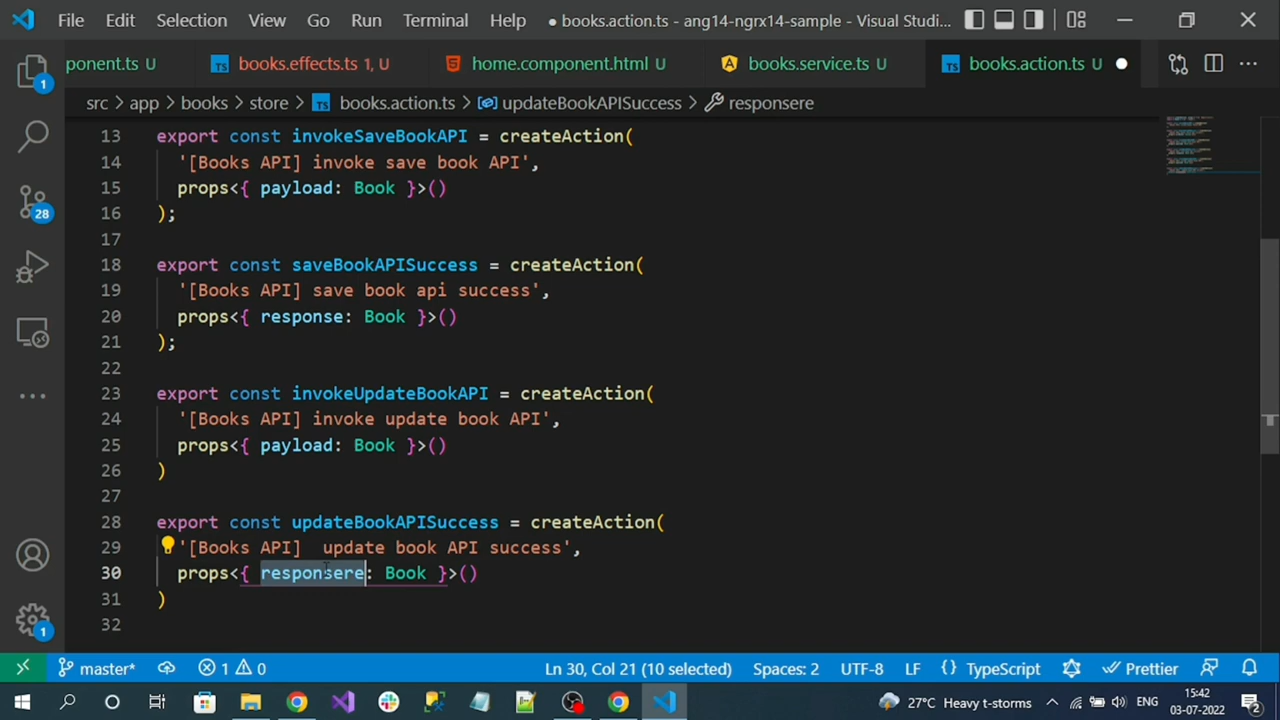 File Edit Selection View Go Run Terminal Help ● books.action.ts - ang14-ngrx14-sample - Visual Studi...
ponent.ts U books.effects.ts 1, U home.component.html U books.service.ts U books.action.ts U
src > app > books > store > books.action.ts > updateBookAPISuccess > responsere
13 export const invokeSaveBookAPI = createAction(
14 '[Books API] invoke save book API',
15 props<{ payload: Book }>()
16 );
17
18 export const saveBookAPISuccess = createAction(
19 '[Books API] save book api success',
20 props<{ response: Book }>()
21 );
22
23 export const invokeUpdateBookAPI = createAction(
24 '[Books API] invoke update book API',
25 props<{ payload: Book }>()
26 )
27
28 export const updateBookAPISuccess = createAction(
29 '[Books API]  update book API success',
30 props<{ responsere: Book }>()
31 )
32
1
28
1
master* 1 0 Ln 30, Col 21 (10 selected) Spaces: 2 UTF-8 LF {} TypeScript Prettier
27°C Heavy t-storms ENG 15:42
03-07-2022 2